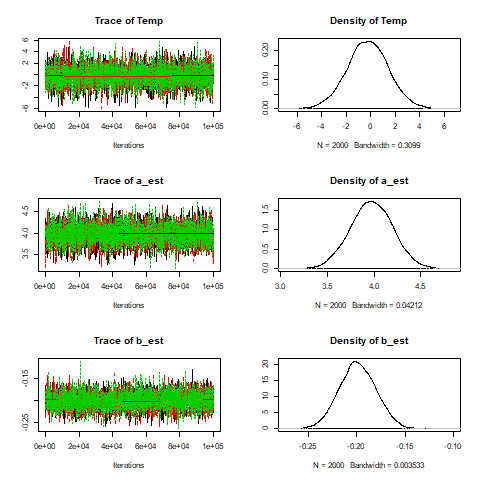 Trace of Temp
6
4
2
-2
-6
0e+00 2e+04 4e+04 6e+04 8e+04 1e+05
Iterations
Density of Temp
0.20
0.10
0.00
-6 -4 -2 0 2 4 6
N = 2000 Bandwidth = 0.3099
Trace of a_est
4.5
4.0
3.5
0e+00 2e+04 4e+04 6e+04 8e+04 1e+05
Iterations
Density of a_est
1.5
1.0
0.5
0.0
3.0 3.5 4.0 4.5
N = 2000 Bandwidth = 0.04212
Trace of b_est
-0.15
-0.25
0e+00 2e+04 4e+04 6e+04 8e+04 1e+05
Iterations
Density of b_est
20
15
10
5
0
-0.25 -0.20 -0.15 -0.10
N = 2000 Bandwidth = 0.003533